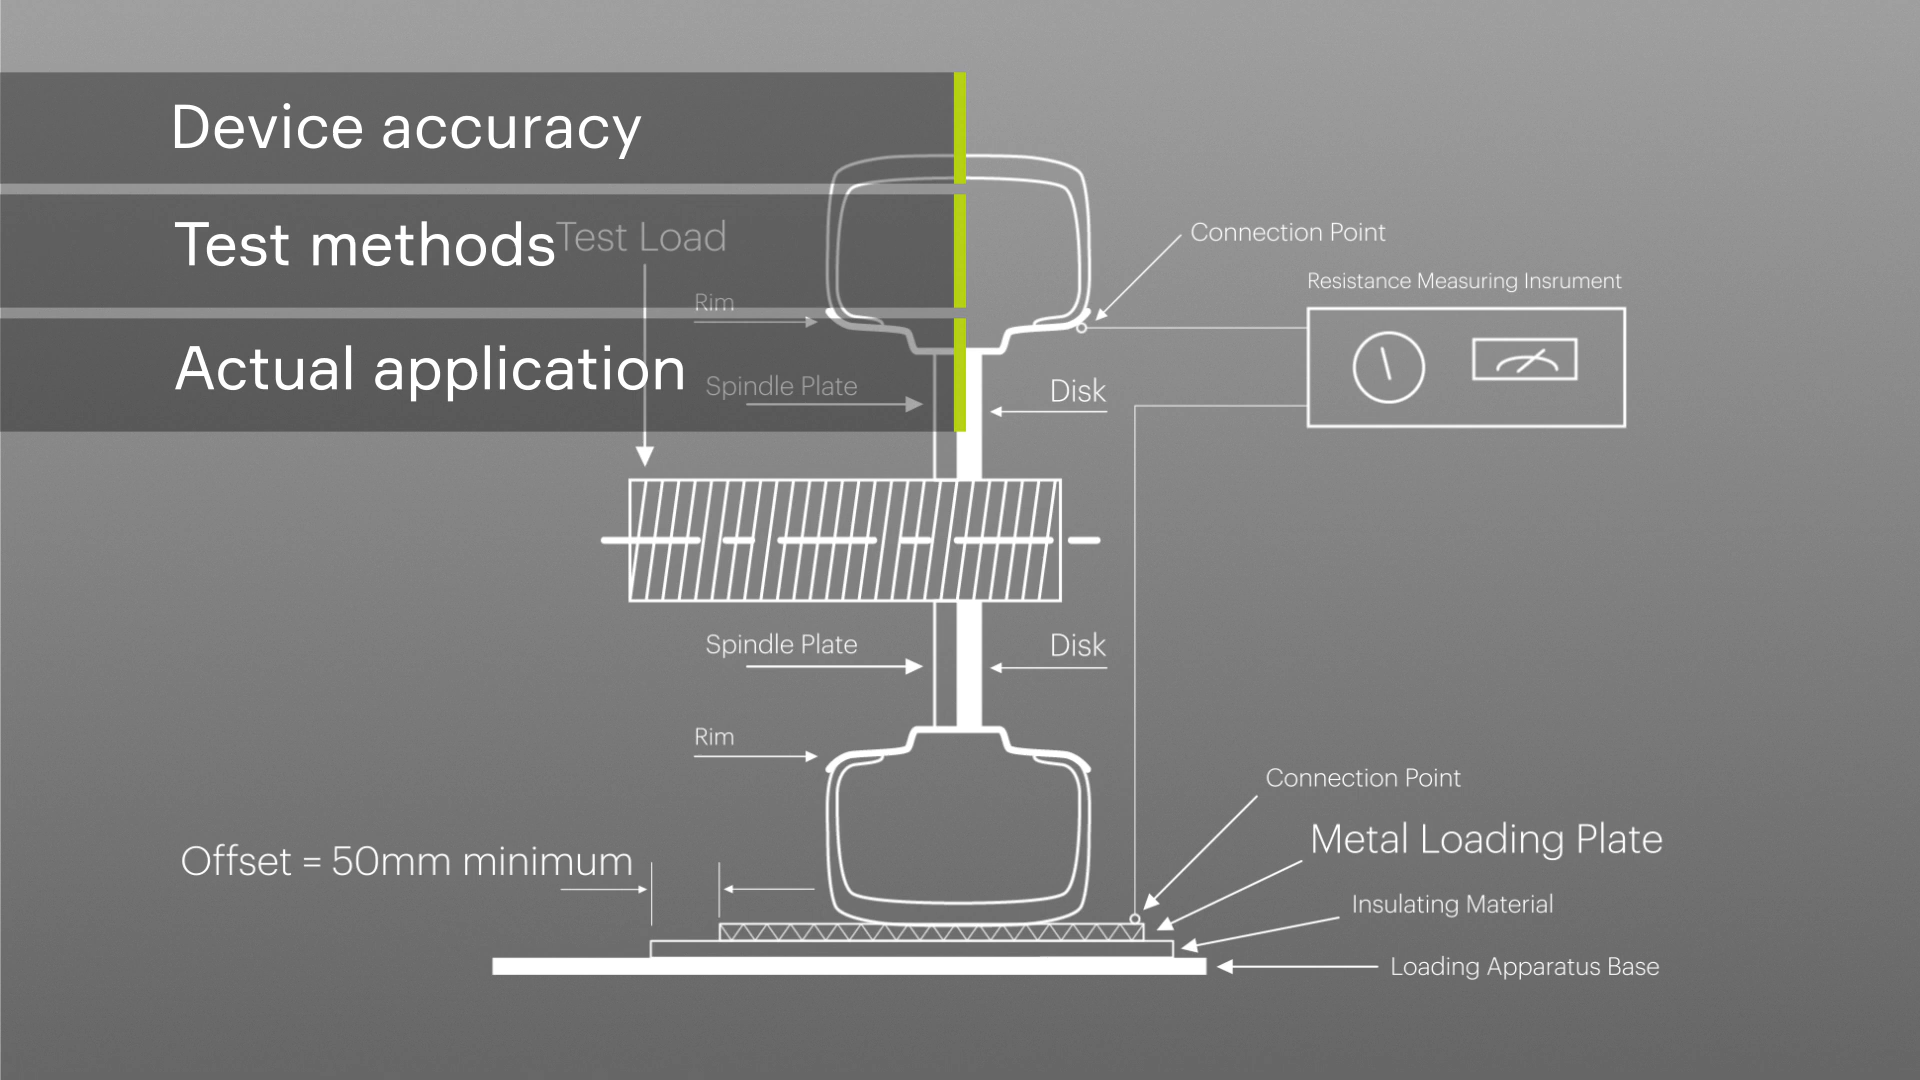 Device accuracy
Test methods
Actual application
Test Load
Rim
Spindle Plate
Disk
Connection Point
Resistance Measuring Insrument
Spindle Plate
Disk
Rim
Offset = 50mm minimum
Connection Point
Metal Loading Plate
Insulating Material
Loading Apparatus Base